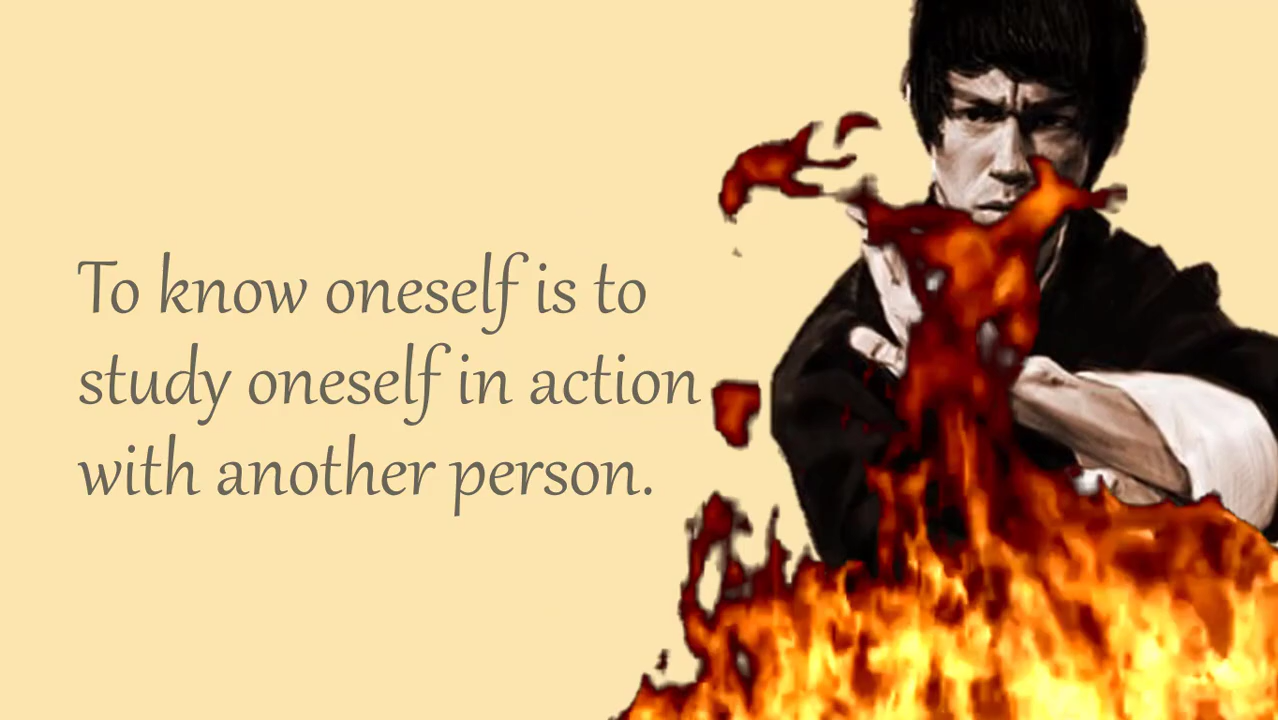 To know oneself is to
study oneself in action
with another person.